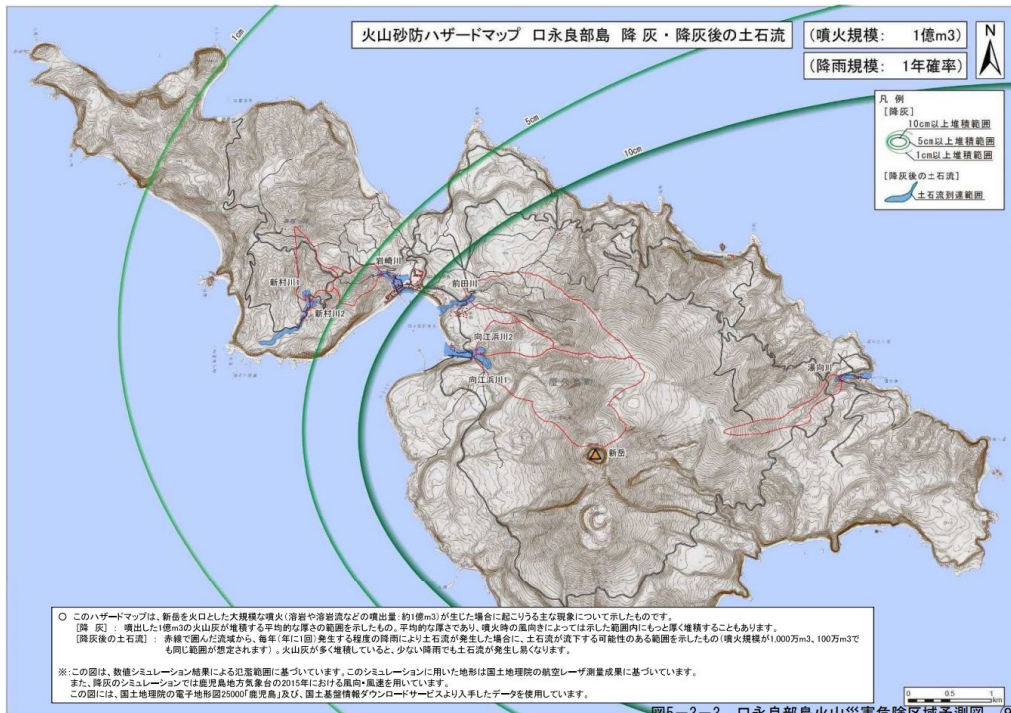 火山砂防ハザードマップ 口永良部島 降 灰・降灰後の土石流
(噴火規模: 1億m3)
(降雨規模: 1年確率)
N
凡 例
[降灰]
10cm以上堆積範囲
5cm以上堆積範囲
1cm以上堆積範囲
[降灰後の土石流]
土石流到達範囲
1cm
5cm
10cm
岩崎川
新村川1
新村川2
前田川
向江浜川2
向江浜川1
湯向川
新岳
○ このハザードマップは、新岳を火口とした大規模な噴火(溶岩や溶岩流などの噴出量:約1億m3)が生じた場合に起こりうる主な現象について示したものです。
[降 灰] : 噴出した1億m3の火山灰が堆積する平均的な厚さの範囲を示したもの。平均的な厚さであり、噴火時の風向きによっては示した範囲内にもっと厚く堆積することもあります。
[降灰後の土石流] : 赤線で囲んだ流域から、毎年(年に1回)発生する程度の降雨により土石流が発生した場合に、土石流が流下する可能性のある範囲を示したもの(噴火規模が1,000万m3、100万m3で
も同じ範囲が想定されます)。火山灰が多く堆積していると、少ない降雨でも土石流が発生し易くなります。
※:この図は、数値シミュレーション結果による氾濫範囲に基づいています。このシミュレーションに用いた地形は国土地理院の航空レーザ測量成果に基づいています。
また、降灰のシミュレーションでは鹿児島地方気象台の2015年における風向・風速を用いています。
この図には、国土地理院の電子地形図25000「鹿児島」及び、国土基盤情報ダウンロードサービスより入手したデータを使用しています。
0 0.5 1
km